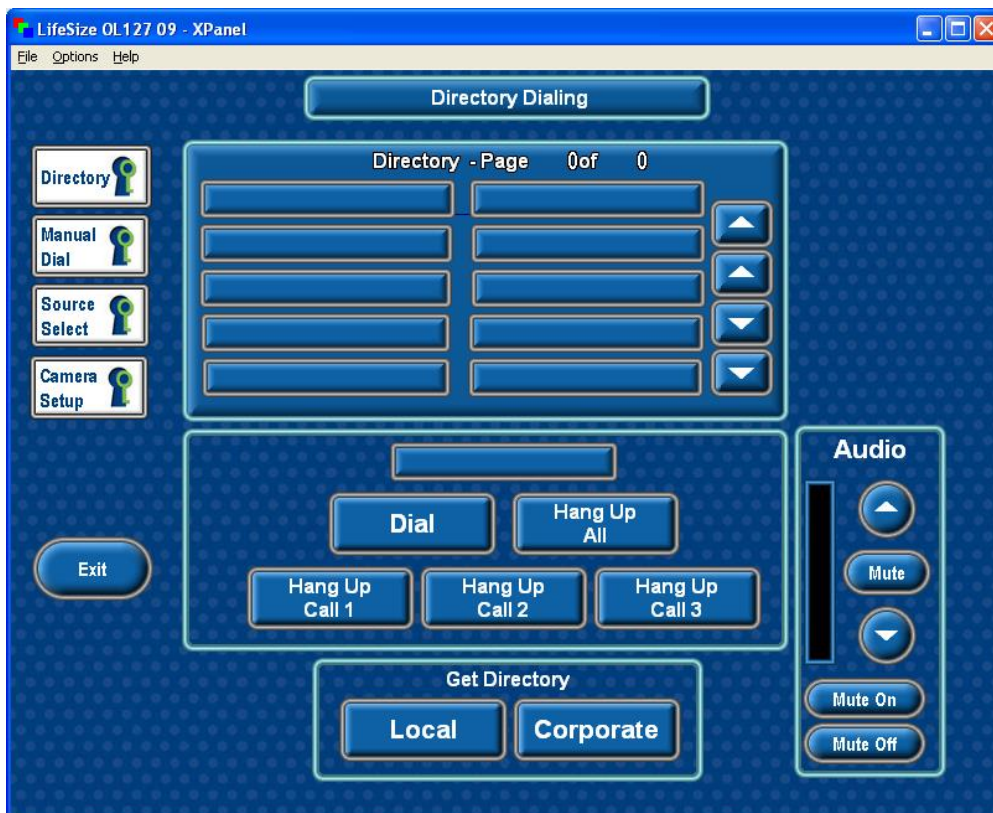 LifeSize OL127 09 - XPanel
File Options Help
Directory Dialing
Directory - Page 0of 0
Directory
Manual
Dial
Source
Select
Camera
Setup
Exit
Dial
Hang Up
All
Hang Up
Call 1
Hang Up
Call 2
Hang Up
Call 3
Get Directory
Local
Corporate
Audio
Mute
Mute On
Mute Off